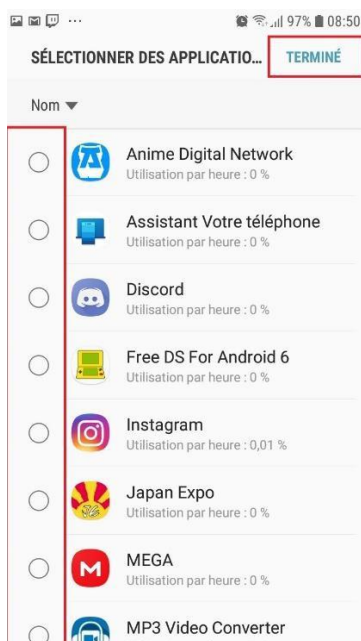 97% 08:50
SÉLECTIONNER DES APPLICATIO... TERMINÉ
Nom
Anime Digital Network
Utilisation par heure : 0 %
Assistant Votre téléphone
Utilisation par heure : 0 %
Discord
Utilisation par heure : 0 %
Free DS For Android 6
Utilisation par heure : 0 %
Instagram
Utilisation par heure : 0,01 %
Japan Expo
Utilisation par heure : 0 %
MEGA
Utilisation par heure : 0 %
MP3 Video Converter